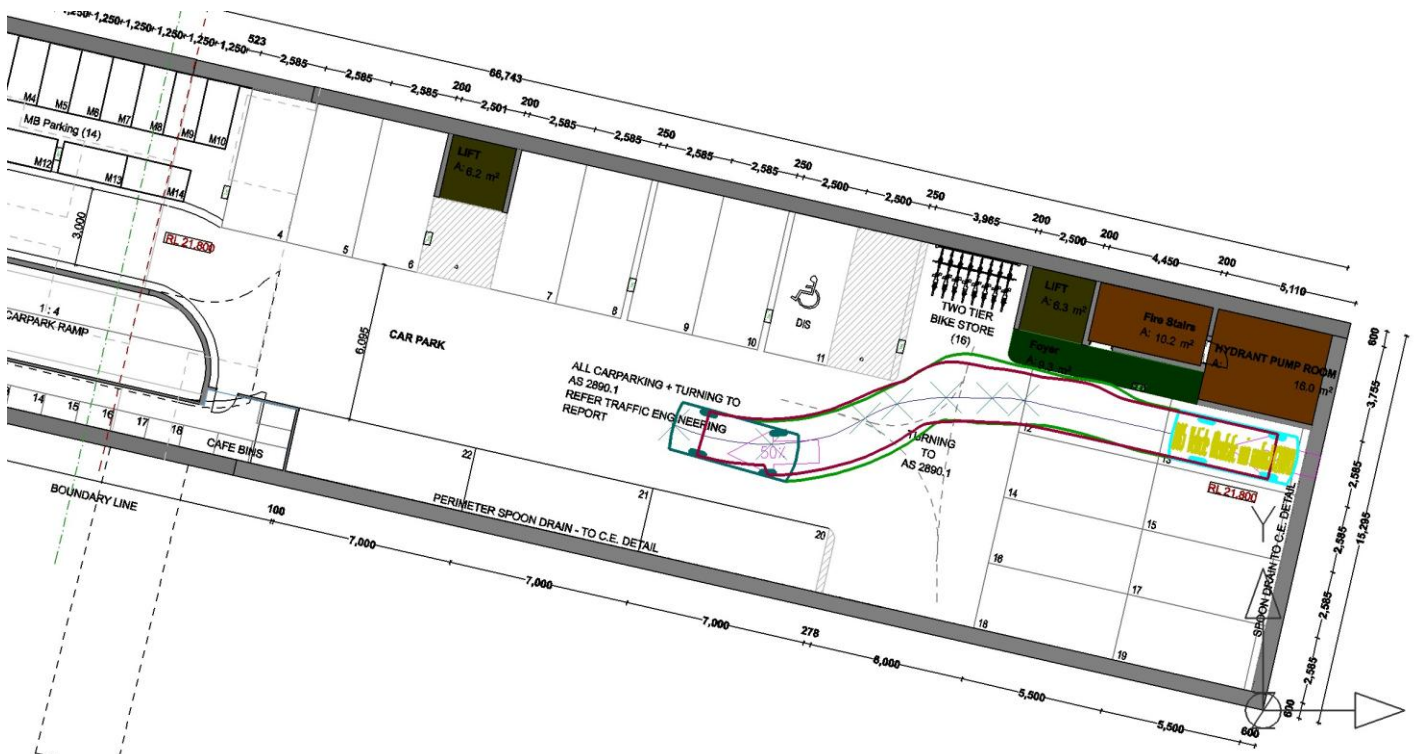 1,250
1,250
1,250
1,250
1,250
523
66,743
2,585
2,585
2,585
200
2,501
200
2,585
2,585
250
2,585
2,585
250
2,585
2,500
250
3,965
200
2,500
200
4,450
200
5,110
M4
M5
M6
M7
M8
M9
M10
MB Parking (14)
M12
M13
M14
3,000
RL 21,800
1 : 4
CARPARK RAMP
14
15
16
17
18
CAFE BINS
BOUNDARY LINE
4
5
6
7
8
9
10
11
LIFT
A: 6.2 m²
6,095
CAR PARK
DIS
TWO TIER
BIKE STORE
(16)
LIFT
A: 6.3 m²
Fire Stairs
A: 10.2 m²
HYDRANT PUMP ROOM
A:
18.0 m²
Foyer
ALL CARPARKING + TURNING TO
AS 2890.1
REFER TRAFFIC ENGINEERING
REPORT
TURNING
TO
AS 2890.1
12
13
14
15
16
17
18
19
20
21
22
RL 21,800
PERIMETER SPOON DRAIN - TO C.E. DETAIL
SPOON DRAIN TO C.E. DETAIL
100
7,000
7,000
7,000
278
6,000
5,500
5,500
600
600
3,755
2,585
2,585
2,585
2,585
600
15,295